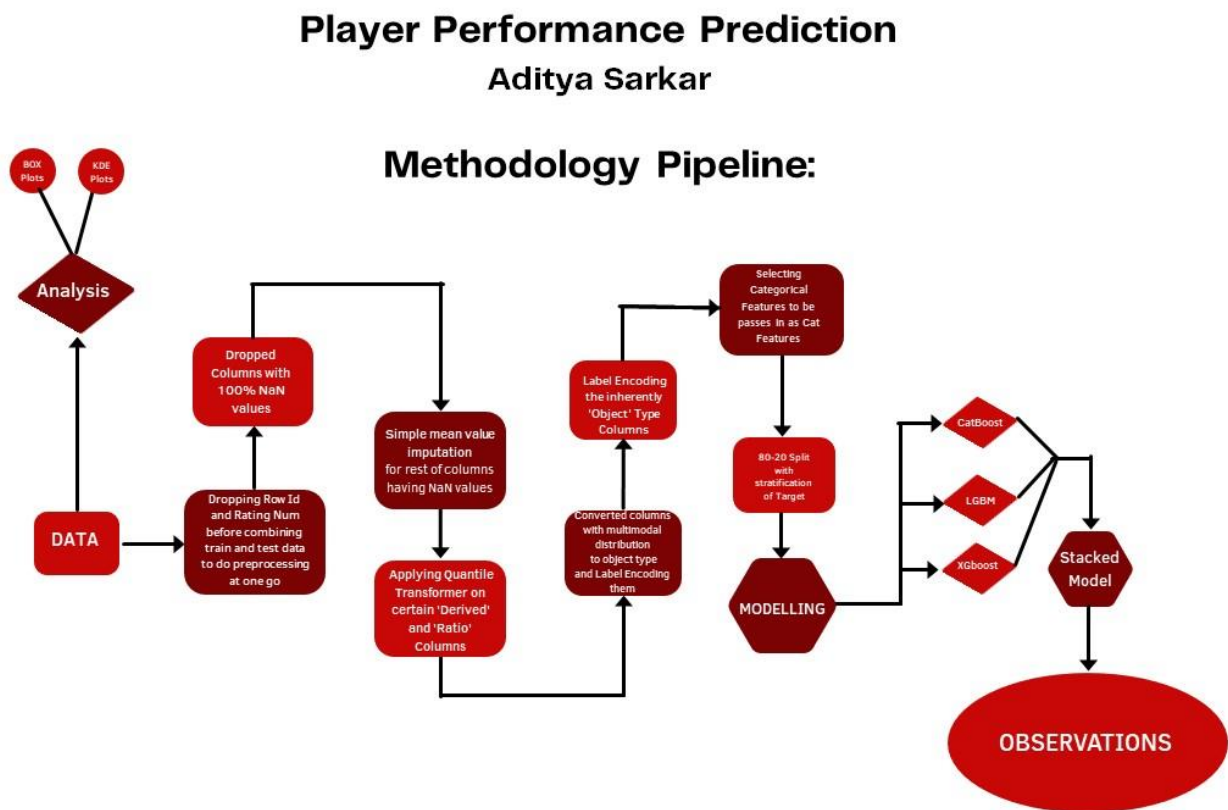 Player Performance Prediction
Aditya Sarkar
Methodology Pipeline:
BOX
Plots
KDE
Plots
Analysis
DATA
Dropping Row Id
and Rating Num
before combining
train and test data
to do preprocessing
at one go
Dropped
Columns with
100% NaN
values
Simple mean value
imputation
for rest of columns
having NaN values
Applying Quantile
Transformer on
certain 'Derived'
and 'Ratio'
Columns
Converted columns
with multimodal
distribution
to object type
and Label Encoding
them
Label Encoding
the inherently
'Object' Type
Columns
Selecting
Categorical
Features to be
passes in as Cat
Features
80-20 Split
with
stratification
of Target
MODELLING
CatBoost
LGBM
XGboost
Stacked
Model
OBSERVATIONS